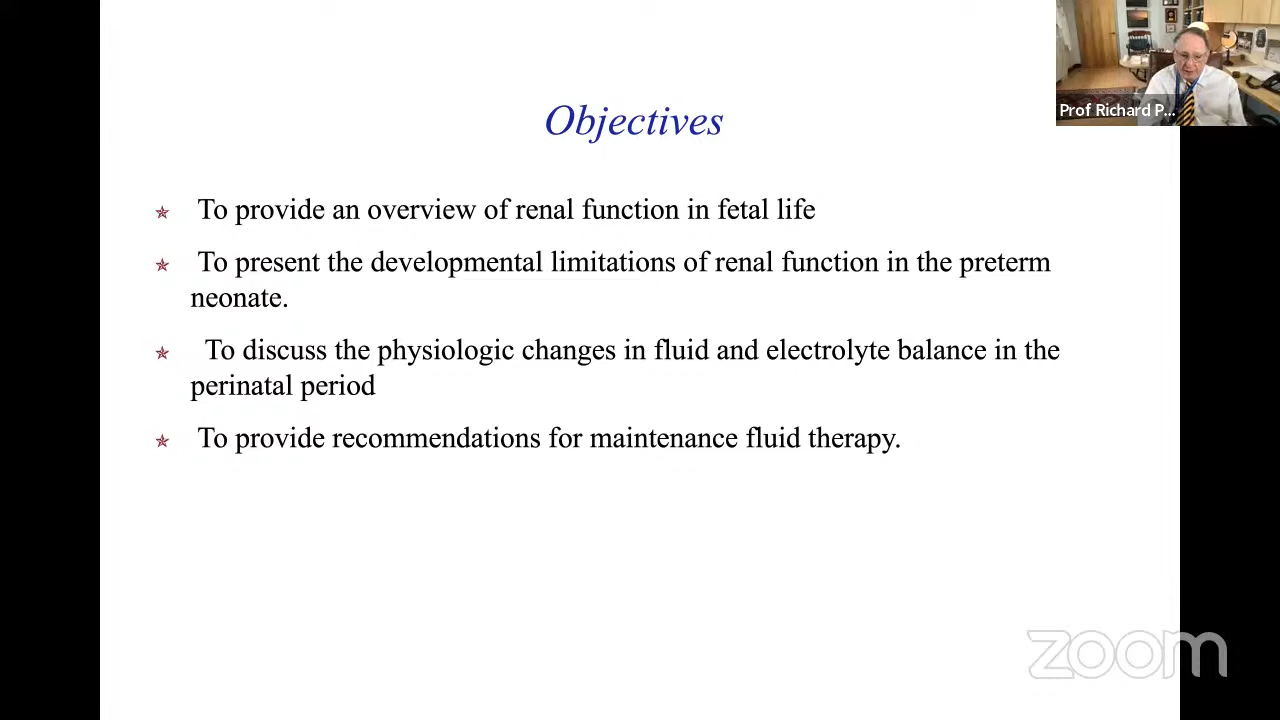 Prof Richard P...
Objectives
To provide an overview of renal function in fetal life
To present the developmental limitations of renal function in the preterm
neonate.
To discuss the physiologic changes in fluid and electrolyte balance in the
perinatal period
To provide recommendations for maintenance fluid therapy.
zoom